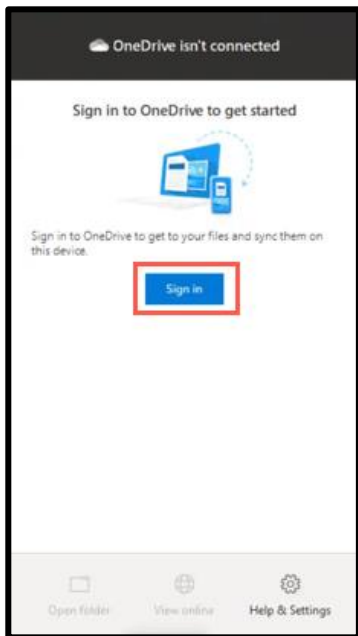 OneDrive isn't connected
Sign in to OneDrive to get started
Sign in to OneDrive to get to your files and sync them on
this device.
Sign in
Open folder
View online
Help & Settings